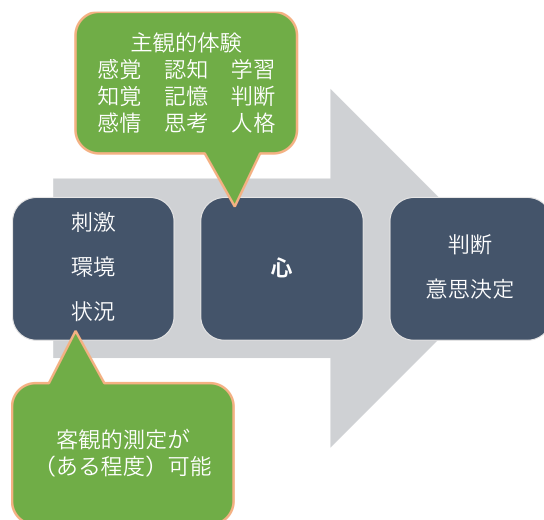 主観的体験
感覚 認知 学習
知覚 記憶 判断
感情 思考 人格
刺激
環境
状況
心
判断
意思決定
客観的測定が
（ある程度）可能